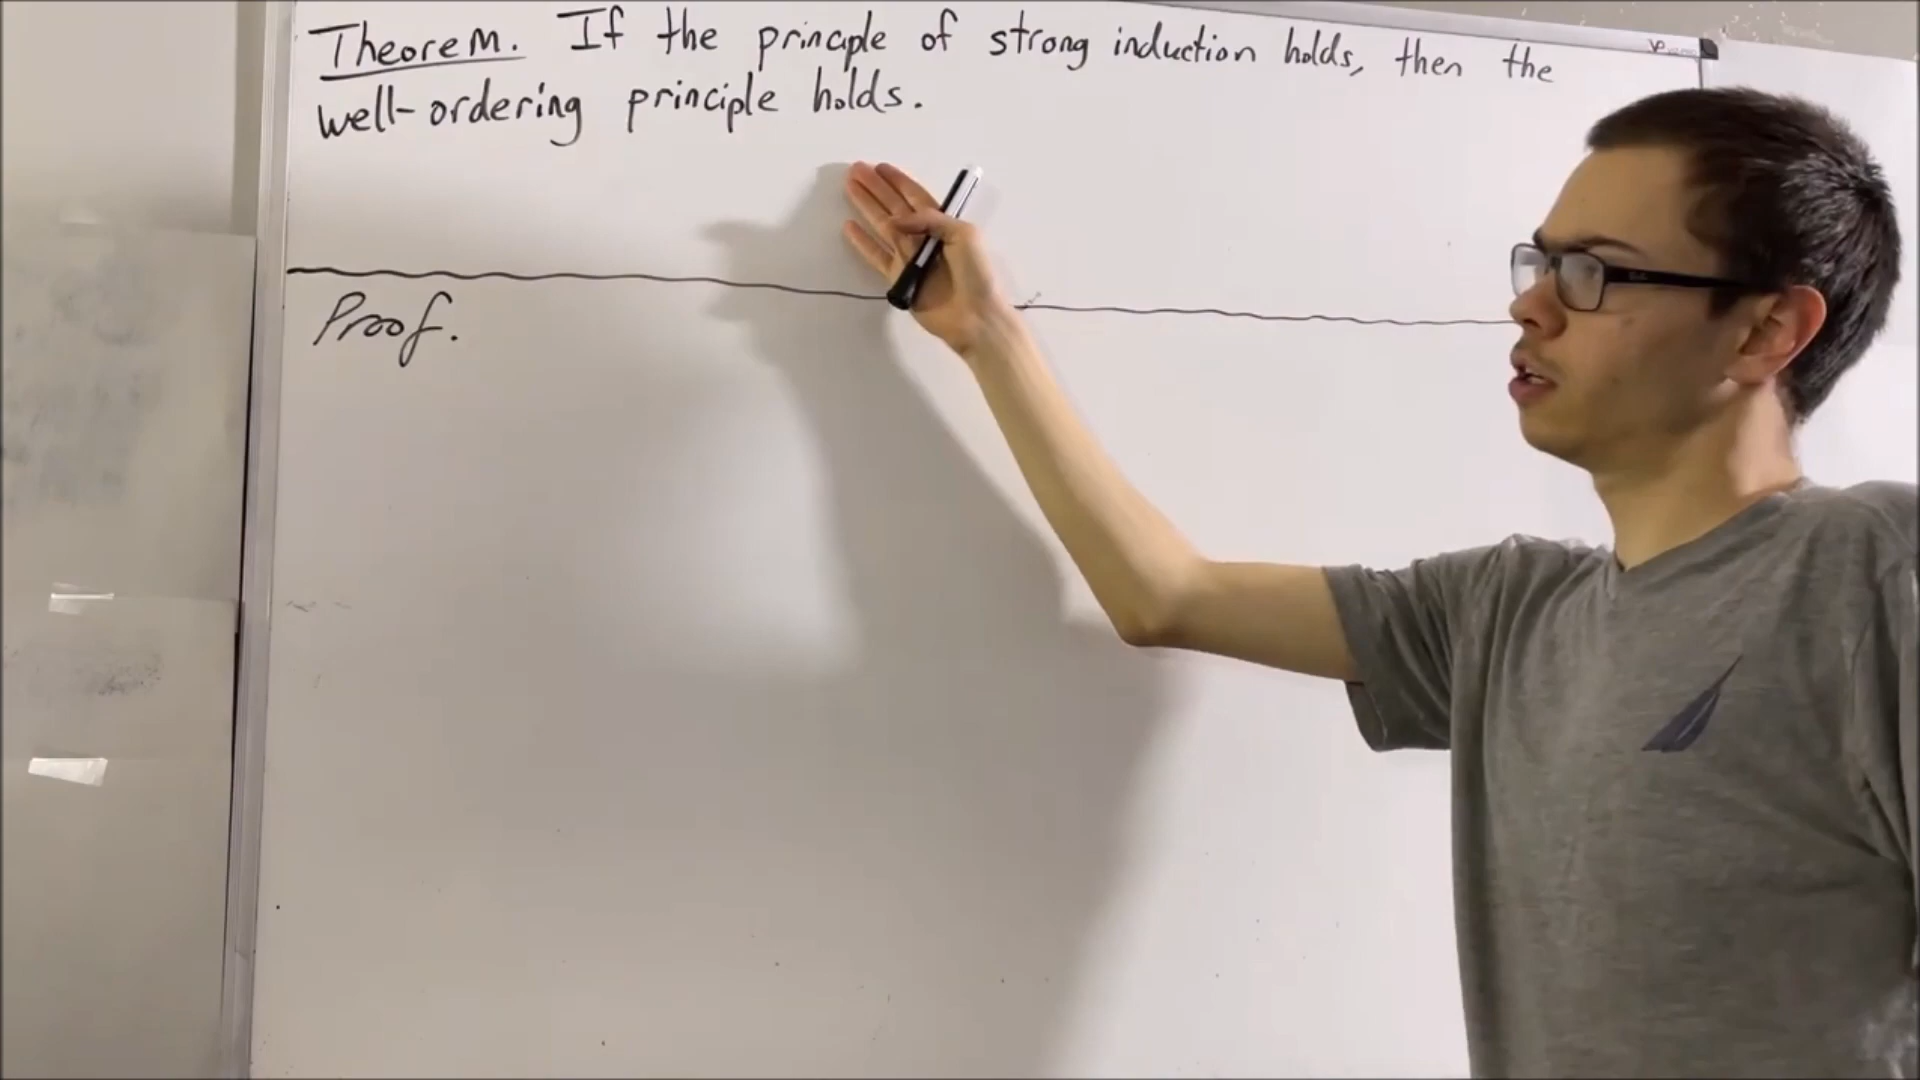 Theorem. If the principle of strong induction holds, then the
well-ordering principle holds.
Proof.